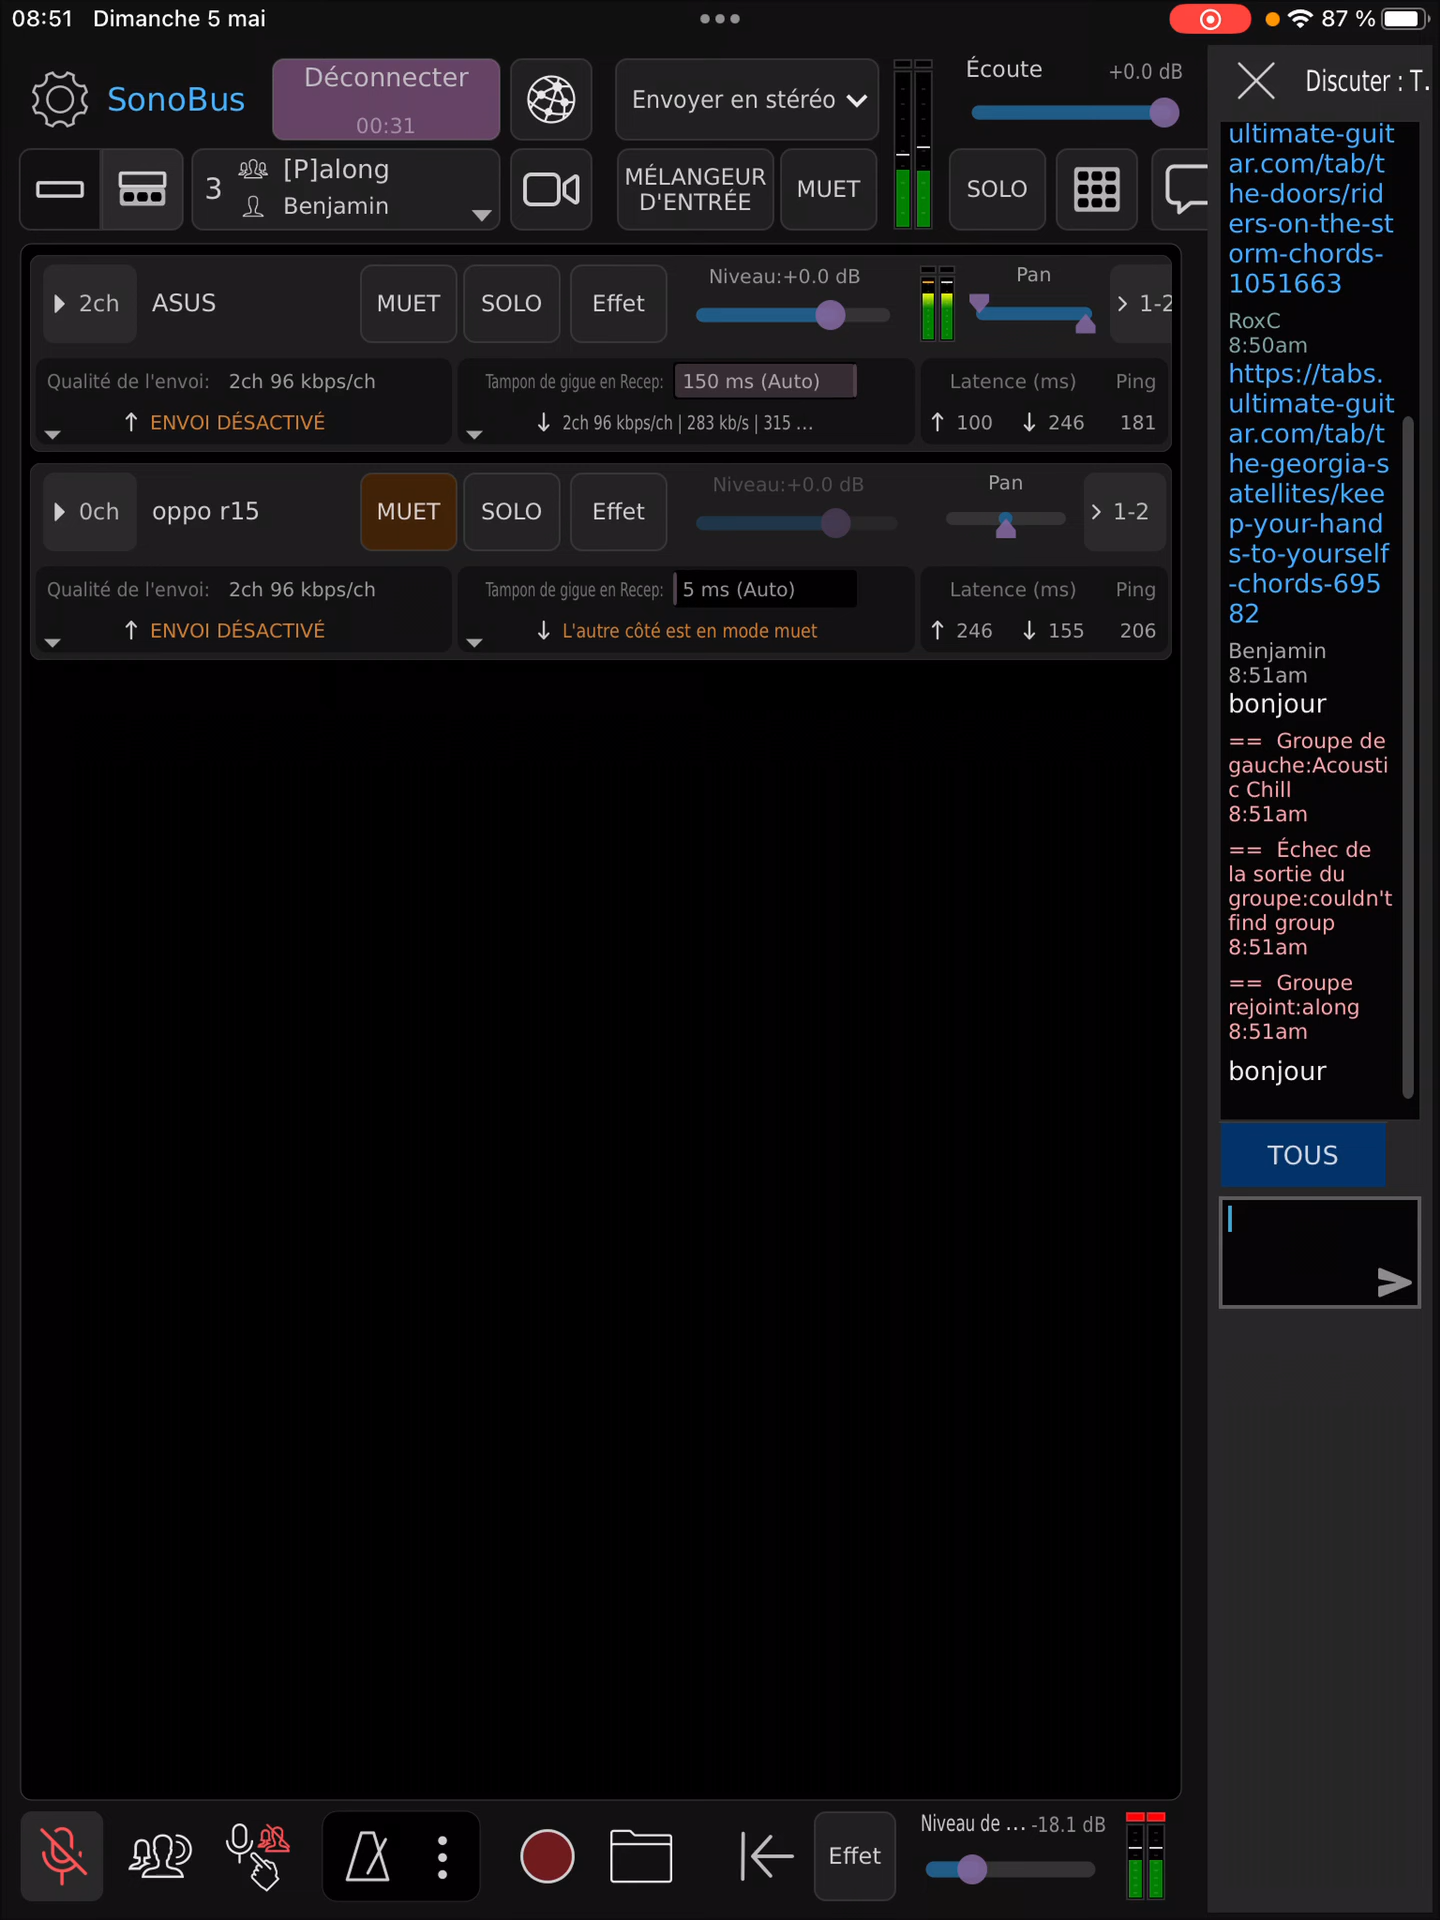 08:51 Dimanche 5 mai
87 %
SonoBus
Déconnecter
00:31
Envoyer en stéréo
Écoute +0.0 dB
3 [P]along
Benjamin
MÉLANGEUR
D'ENTRÉE
MUET
SOLO
2ch ASUS MUET SOLO Effet
Niveau:+0.0 dB
Pan
1-2
Qualité de l'envoi: 2ch 96 kbps/ch
ENVOI DÉSACTIVÉ
Tampon de gigue en Recep: 150 ms (Auto)
2ch 96 kbps/ch | 283 kb/s | 315 ...
Latence (ms) Ping
100 246 181
0ch oppo r15 MUET SOLO Effet
Niveau:+0.0 dB
Pan
1-2
Qualité de l'envoi: 2ch 96 kbps/ch
ENVOI DÉSACTIVÉ
Tampon de gigue en Recep: 5 ms (Auto)
L'autre côté est en mode muet
Latence (ms) Ping
246 155 206
Effet
Niveau de ... -18.1 dB
Discuter : T.
ultimate-guit
ar.com/tab/t
he-doors/rid
ers-on-the-st
orm-chords-
1051663
RoxC
8:50am
https://tabs.
ultimate-guit
ar.com/tab/t
he-georgia-s
atellites/kee
p-your-hand
s-to-yourself
-chords-695
82
Benjamin
8:51am
bonjour
== Groupe de
gauche:Acousti
c Chill
8:51am
== Échec de
la sortie du
groupe:couldn't
find group
8:51am
== Groupe
rejoint:along
8:51am
bonjour
TOUS